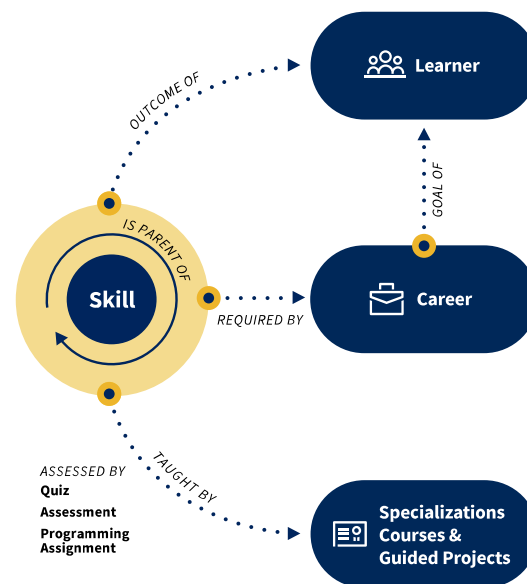 OUTCOME OF
Learner
GOAL OF
IS PARENT OF
Skill
REQUIRED BY
Career
TAUGHT BY
ASSESSED BY
Quiz
Assessment
Programming
Assignment
Specializations
Courses &
Guided Projects